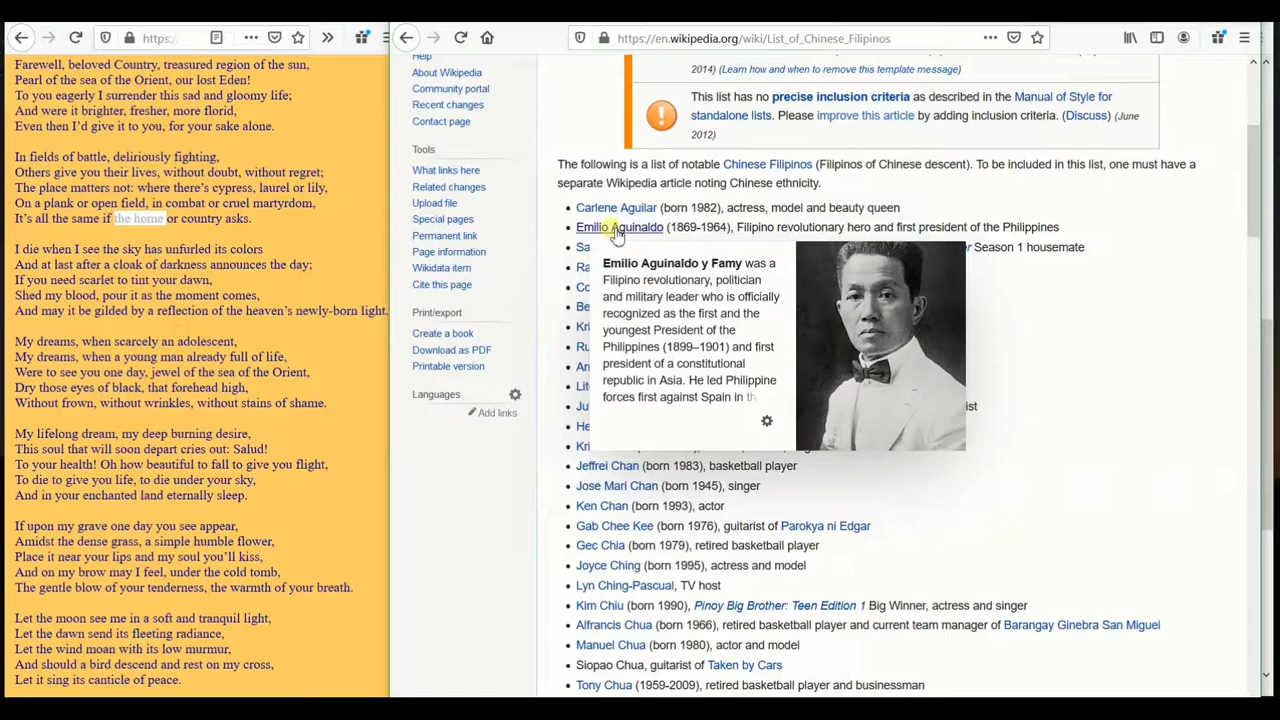 https://
Farewell, beloved Country, treasured region of the sun,
Pearl of the sea of the Orient, our lost Eden!
To you eagerly I surrender this sad and gloomy life;
And were it brighter, fresher, more florid,
Even then I'd give it to you, for your sake alone.
In fields of battle, deliriously fighting,
Others give you their lives, without doubt, without regret;
The place matters not: where there's cypress, laurel or lily,
On a plank or open field, in combat or cruel martyrdom,
It's all the same if the home or country asks.
I die when I see the sky has unfurled its colors
And at last after a cloak of darkness announces the day;
If you need scarlet to tint your dawn,
Shed my blood, pour it as the moment comes,
And may it be gilded by a reflection of the heaven's newly-born light.
My dreams, when scarcely an adolescent,
My dreams, when a young man already full of life,
Were to see you one day, jewel of the sea of the Orient,
Dry those eyes of black, that forehead high,
Without frown, without wrinkles, without stains of shame.
My lifelong dream, my deep burning desire,
This soul that will soon depart cries out: Salud!
To your health! Oh how beautiful to fall to give you flight,
To die to give you life, to die under your sky,
And in your enchanted land eternally sleep.
If upon my grave one day you see appear,
Amidst the dense grass, a simple humble flower,
Place it near your lips and my soul you'll kiss,
And on my brow may I feel, under the cold tomb,
The gentle blow of your tenderness, the warmth of your breath.
Let the moon see me in a soft and tranquil light,
Let the dawn send its fleeting radiance,
Let the wind moan with its low murmur,
And should a bird descend and rest on my cross,
Let it sing its canticle of peace.
https://en.wikipedia.org/wiki/List_of_Chinese_Filipinos
Help
About Wikipedia
Community portal
Recent changes
Contact page
Tools
What links here
Related changes
Upload file
Special pages
Permanent link
Page information
Wikidata item
Cite this page
Print/export
Create a book
Download as PDF
Printable version
Languages
Add links
2014) (Learn how and when to remove this template message)
This list has no precise inclusion criteria as described in the Manual of Style for
standalone lists. Please improve this article by adding inclusion criteria. (Discuss) (June
2012)
The following is a list of notable Chinese Filipinos (Filipinos of Chinese descent). To be included in this list, one must have a
separate Wikipedia article noting Chinese ethnicity.
Carlene Aguilar (born 1982), actress, model and beauty queen
Emilio Aguinaldo (1869-1964), Filipino revolutionary hero and first president of the Philippines
Season 1 housemate
Emilio Aguinaldo y Famy was a
Filipino revolutionary, politician
and military leader who is officially
recognized as the first and the
youngest President of the
Philippines (1899–1901) and first
president of a constitutional
republic in Asia. He led Philippine
forces first against Spain in th
Jeffrei Chan (born 1983), basketball player
Jose Mari Chan (born 1945), singer
Ken Chan (born 1993), actor
Gab Chee Kee (born 1976), guitarist of Parokya ni Edgar
Gec Chia (born 1979), retired basketball player
Joyce Ching (born 1995), actress and model
Lyn Ching-Pascual, TV host
Kim Chiu (born 1990), Pinoy Big Brother: Teen Edition 1 Big Winner, actress and singer
Alfrancis Chua (born 1966), retired basketball player and current team manager of Barangay Ginebra San Miguel
Manuel Chua (born 1980), actor and model
Siopao Chua, guitarist of Taken by Cars
Tony Chua (1959-2009), retired basketball player and businessman